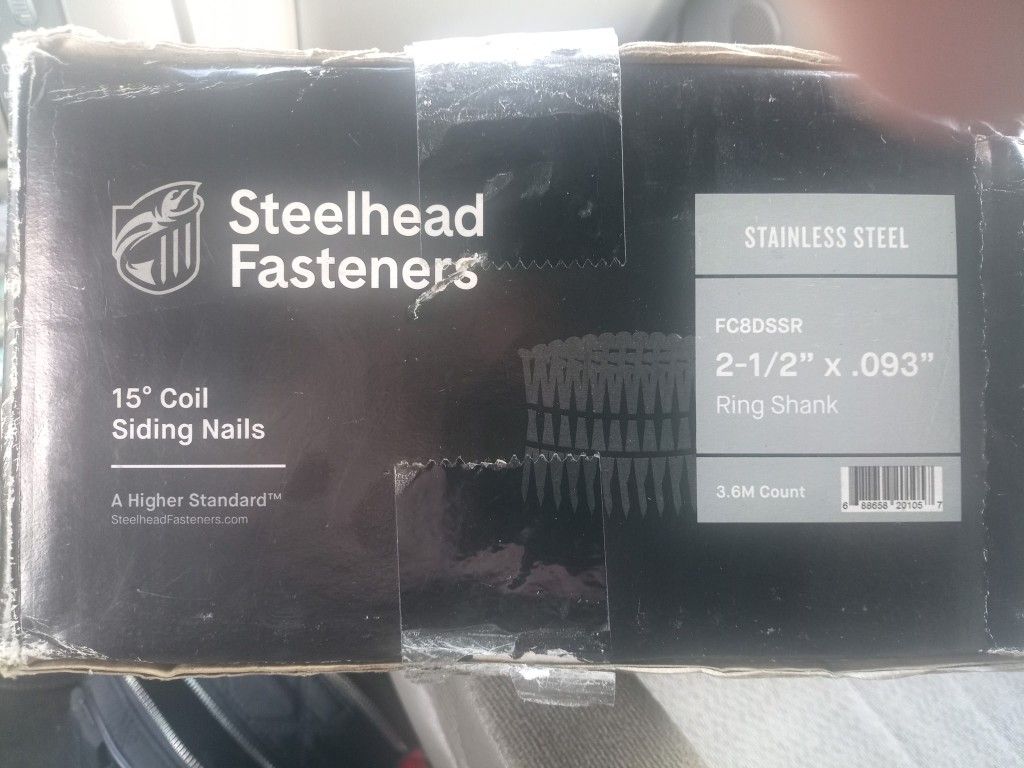 Steelhead
Fasteners
15° Coil
Siding Nails
A Higher Standard™
SteelheadFasteners.com
STAINLESS STEEL
FC8DSSR
2-1/2” x .093”
Ring Shank
3.6M Count
6 88658 20105 7